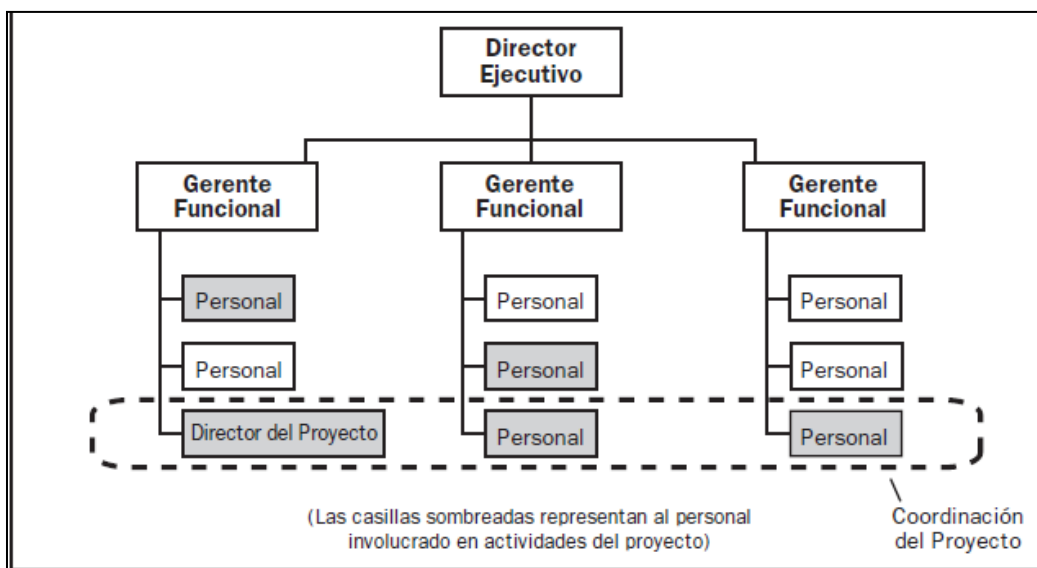 Director
Ejecutivo
Gerente
Funcional
Gerente
Funcional
Gerente
Funcional
Personal
Personal
Personal
Personal
Personal
Personal
Director del Proyecto
Personal
Personal
(Las casillas sombreadas representan al personal
involucrado en actividades del proyecto)
Coordinación
del Proyecto